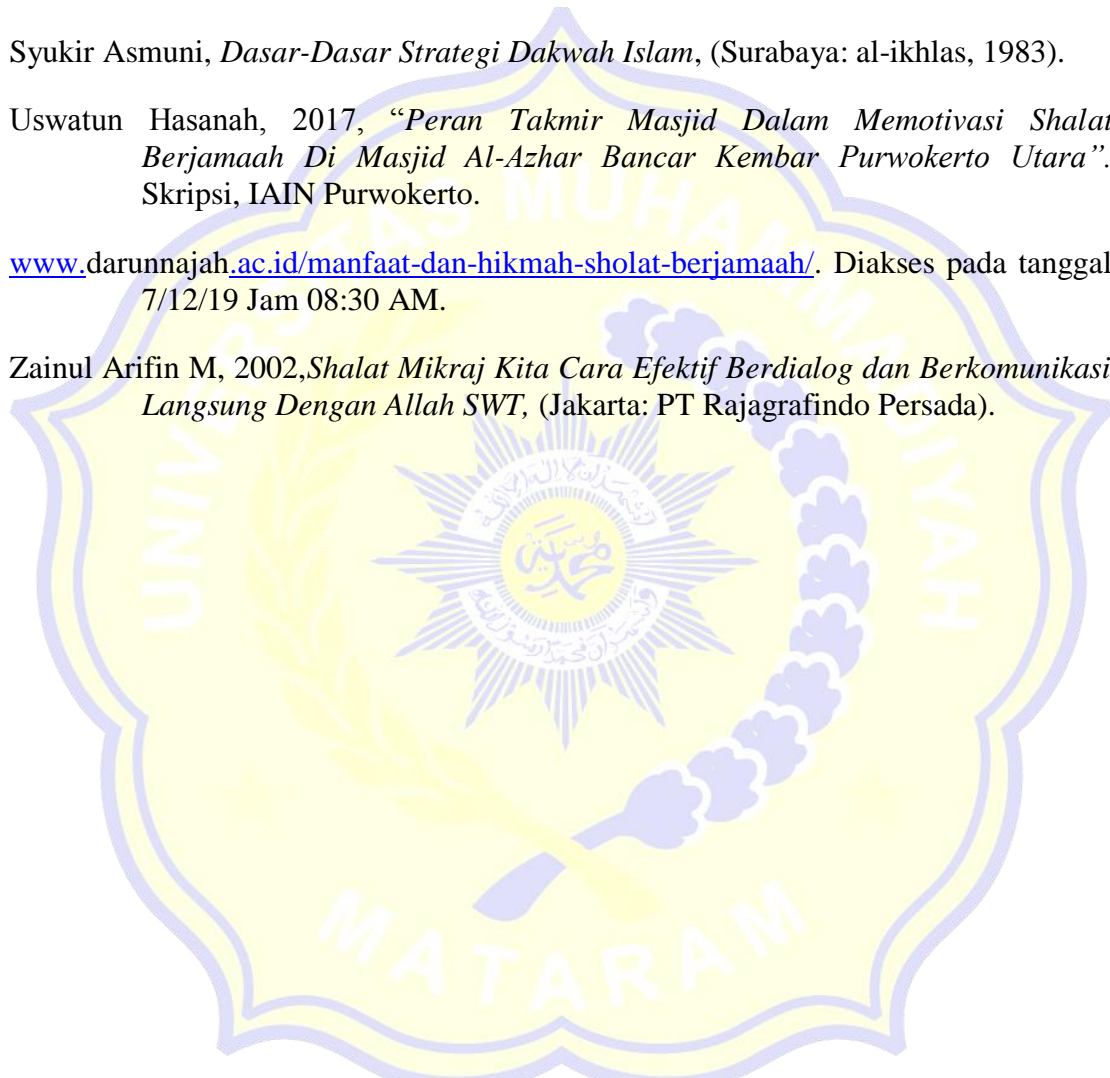 Syukir Asmuni, Dasar-Dasar Strategi Dakwah Islam, (Surabaya: al-ikhlas, 1983).
Uswatun Hasanah, 2017, “Peran Takmir Masjid Dalam Memotivasi Shalat
Berjamaah Di Masjid Al-Azhar Bancar Kembar Purwokerto Utara”.
Skripsi, IAIN Purwokerto.
www.darunnajah.ac.id/manfaat-dan-hikmah-sholat-berjamaah/. Diakses pada tanggal
7/12/19 Jam 08:30 AM.
Zainul Arifin M, 2002,Shalat Mikraj Kita Cara Efektif Berdialog dan Berkomunikasi
Langsung Dengan Allah SWT, (Jakarta: PT Rajagrafindo Persada).
UNIVERSITAS MUHAMMADIYAH
MATARAM